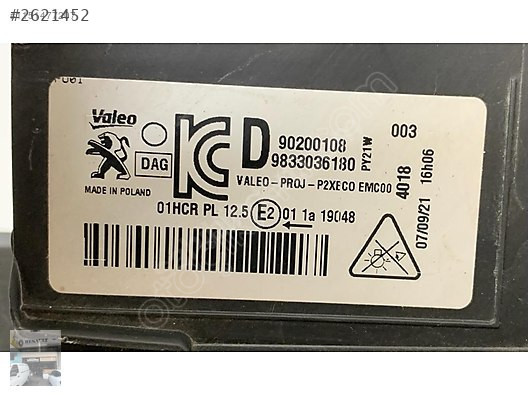 #2621452
Valeo
DAG
MADE IN POLAND
D
90200108
9833036180
PY21W
003
VALEO-PROJ-P2XECO EMC00
4018
07/09/21 16h06
01HCR PL 12.5 E2 01 1a 19048